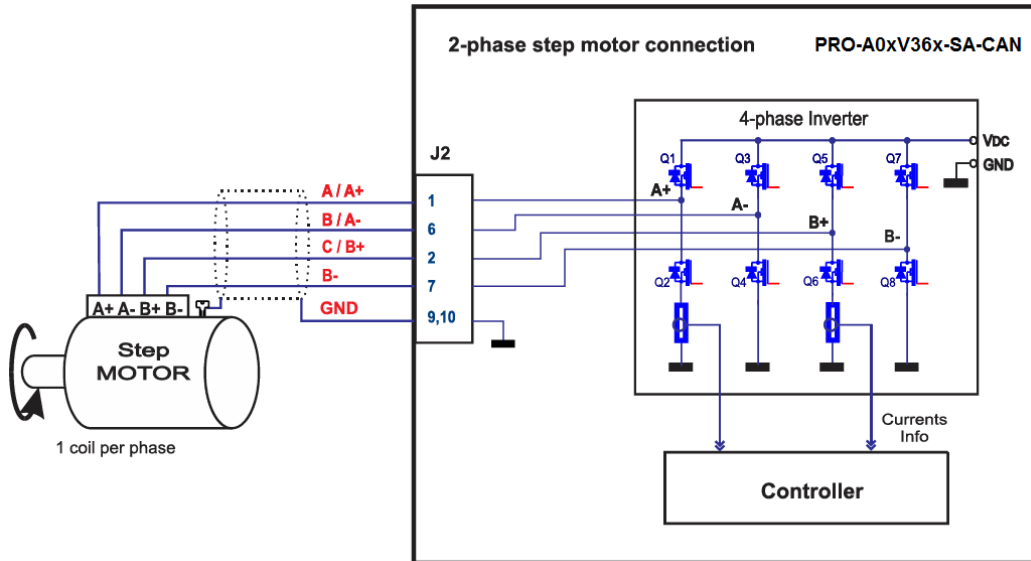 2-phase step motor connection
PRO-A0xV36x-SA-CAN
4-phase Inverter
VDC
GND
Q1
Q3
Q5
Q7
A+
A-
B+
B-
Q2
Q4
Q6
Q8
J2
A / A+
1
B / A-
6
C / B+
2
B-
7
GND
9,10
A+ A- B+ B-
Step
MOTOR
1 coil per phase
Currents
Info
Controller